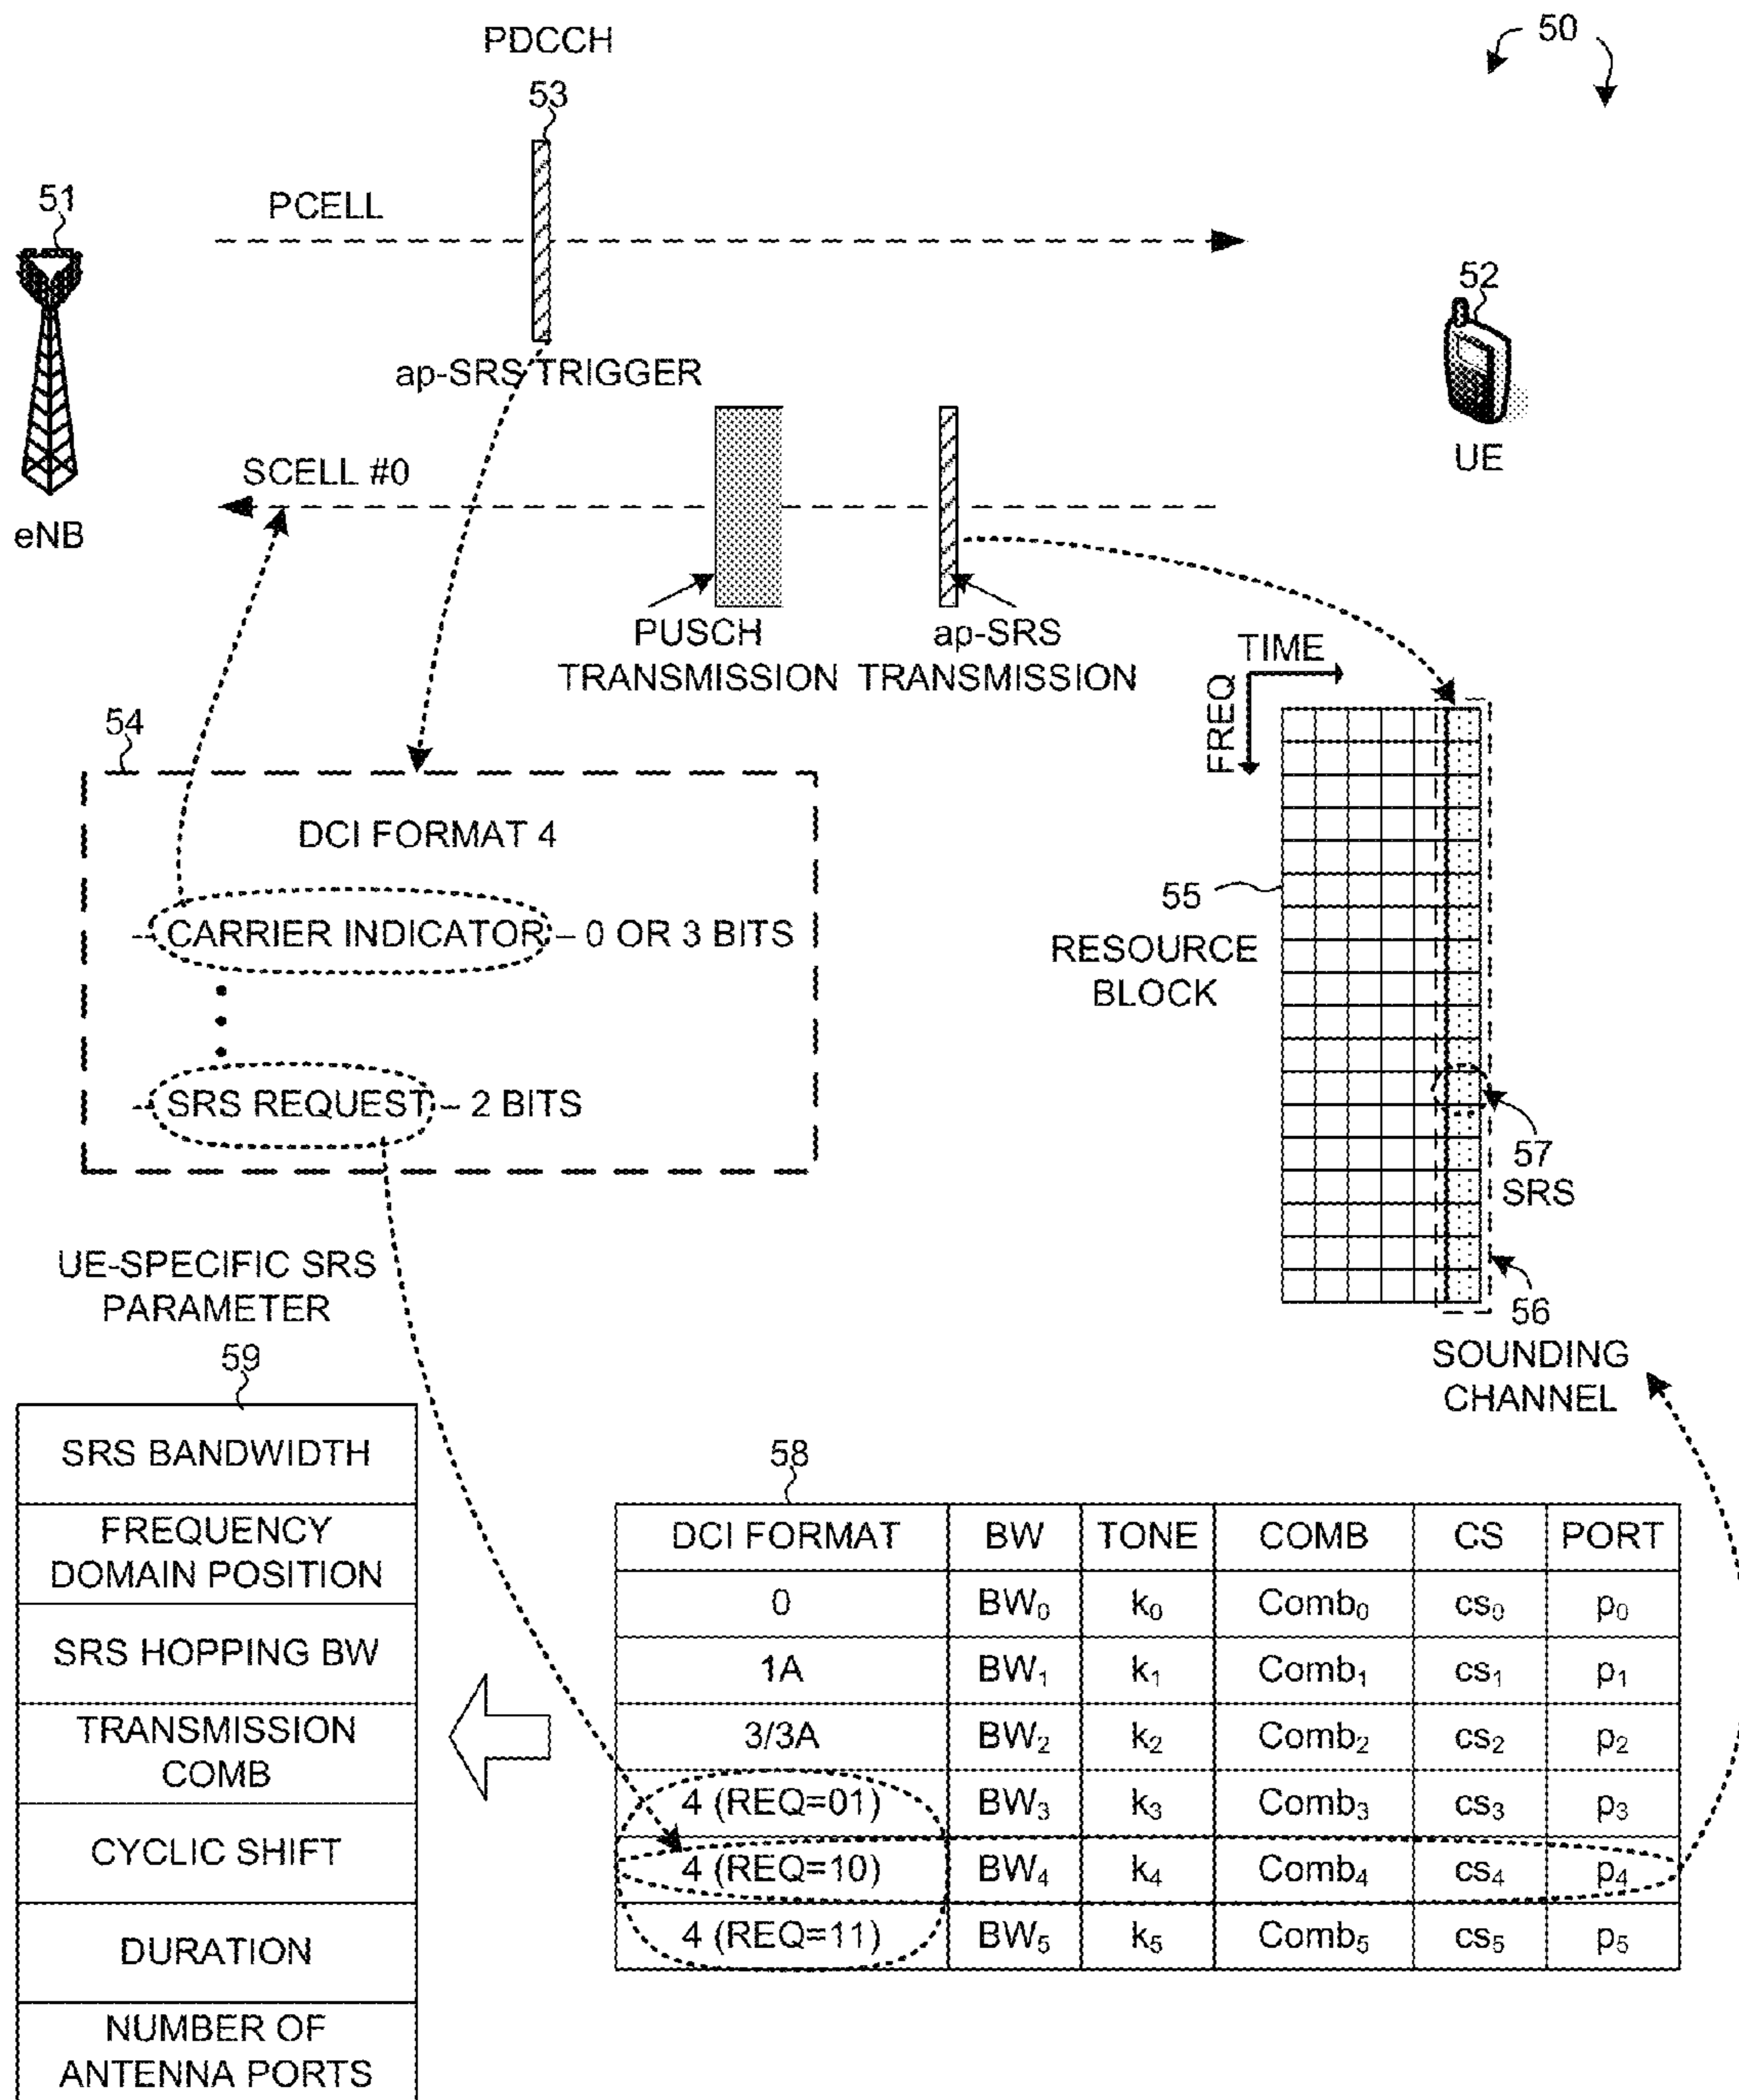 50
PDCCH
53
51
PCELL
52
ap-SRS TRIGGER
UE
SCELL #0
eNB
PUSCH
TRANSMISSION
ap-SRS
TRANSMISSION
TIME
FREQ
54
DCI FORMAT 4
-- CARRIER INDICATOR – 0 OR 3 BITS
-- SRS REQUEST – 2 BITS
55
RESOURCE
BLOCK
57
SRS
56
SOUNDING
CHANNEL
UE-SPECIFIC SRS
PARAMETER
59
SRS BANDWIDTH
FREQUENCY
DOMAIN POSITION
SRS HOPPING BW
TRANSMISSION
COMB
CYCLIC SHIFT
DURATION
NUMBER OF
ANTENNA PORTS
58
DCI FORMAT BW TONE COMB CS PORT
0 BW₀ k₀ Comb₀ cs₀ p₀
1A BW₁ k₁ Comb₁ cs₁ p₁
3/3A BW₂ k₂ Comb₂ cs₂ p₂
4 (REQ=01) BW₃ k₃ Comb₃ cs₃ p₃
4 (REQ=10) BW₄ k₄ Comb₄ cs₄ p₄
4 (REQ=11) BW₅ k₅ Comb₅ cs₅ p₅